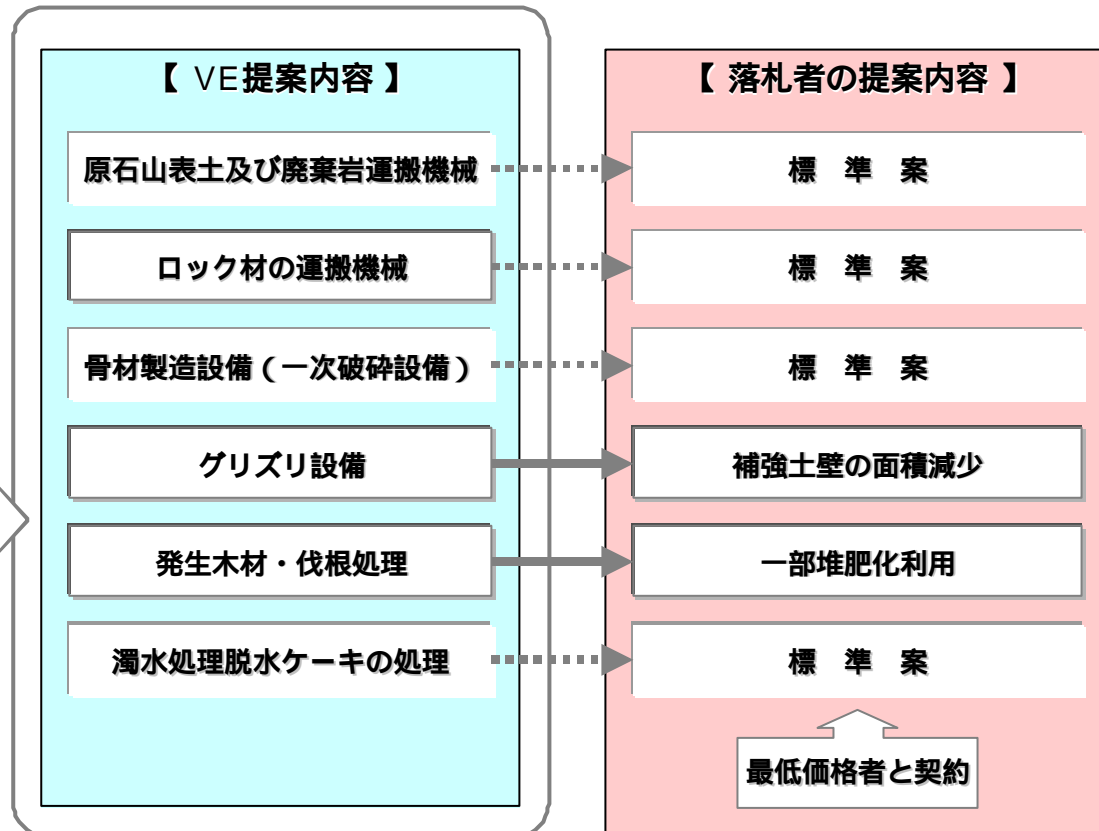 【 VE提案内容 】
原石山表土及び廃棄岩運搬機械
ロック材の運搬機械
骨材製造設備(一次破砕設備)
グリズリ設備
発生木材・伐根処理
濁水処理脱水ケーキの処理
【 落札者の提案内容 】
標 準 案
標 準 案
標 準 案
補強土壁の面積減少
一部堆肥化利用
標 準 案
最低価格者と契約